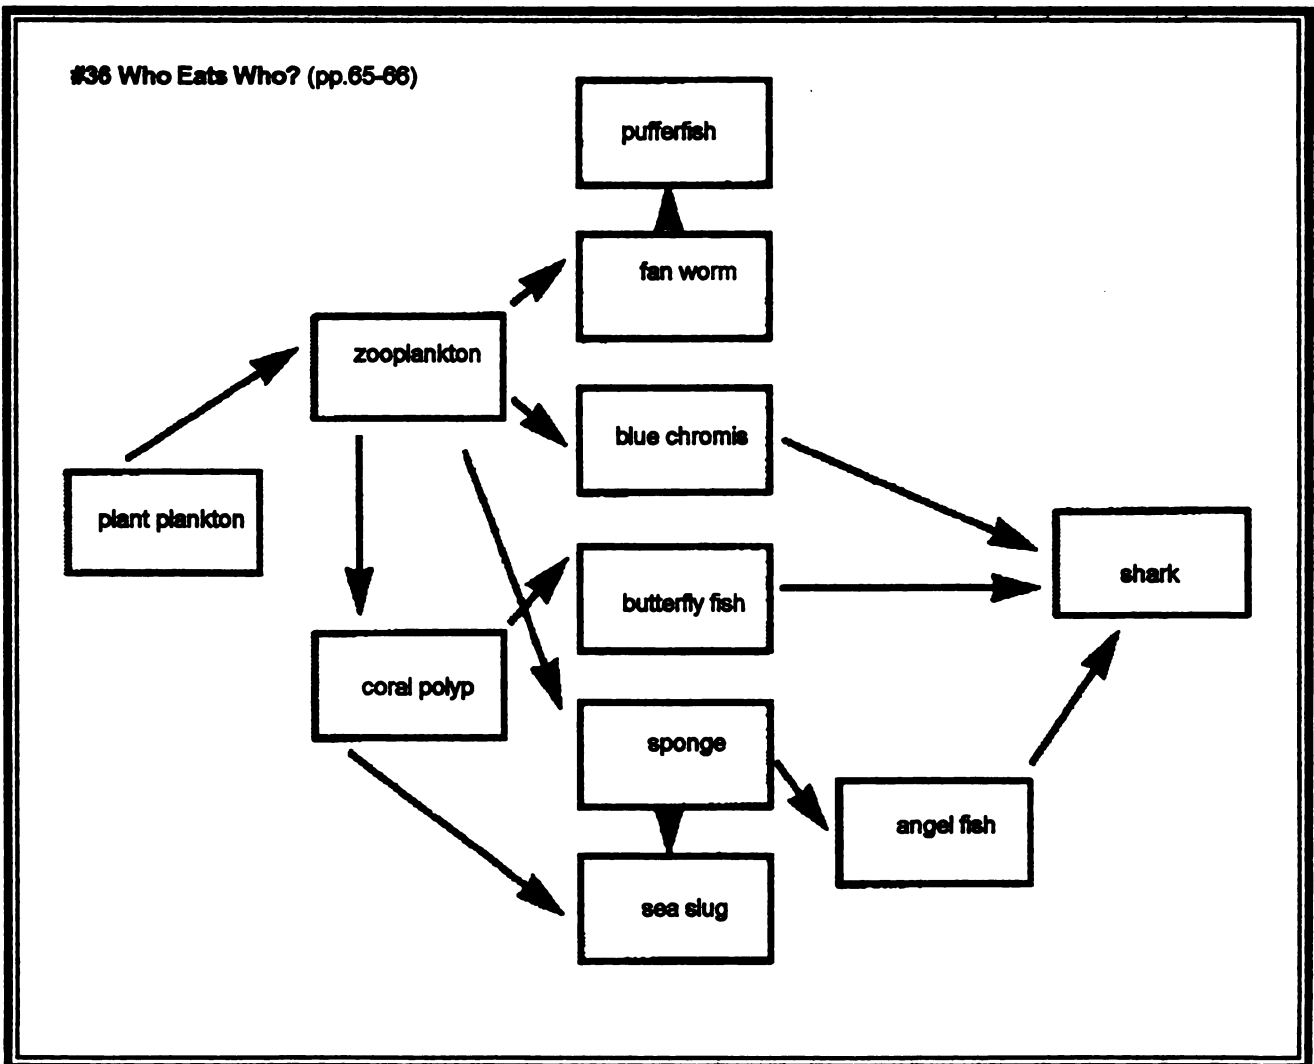 #36 Who Eats Who? (pp.65-66)
pufferfish
fan worm
zooplankton
blue chromis
plant plankton
shark
butterfly fish
coral polyp
sponge
angel fish
sea slug